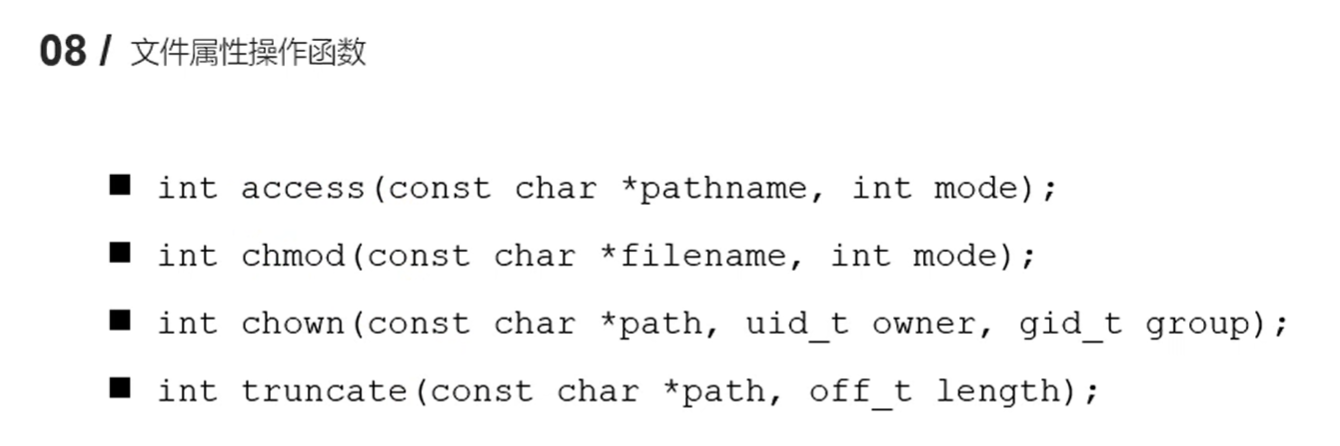 08 / 文件属性操作函数
■ int access(const char *pathname, int mode);
■ int chmod(const char *filename, int mode);
■ int chown(const char *path, uid_t owner, gid_t group);
■ int truncate(const char *path, off_t length);